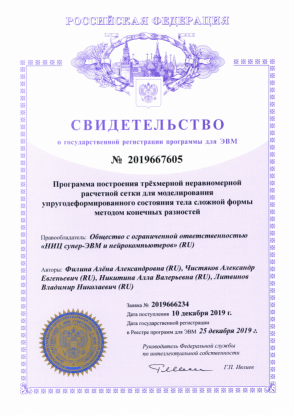 РОССИЙСКАЯ ФЕДЕРАЦИЯ
СВИДЕТЕЛЬСТВО
о государственной регистрации программы для ЭВМ
№ 2019667605
Программа построения трёхмерной неравномерной
расчетной сетки для моделирования
упругодеформированного состояния тела сложной формы
методом конечных разностей
Правообладатель: Общество с ограниченной ответственностью
«НИЦ супер-ЭВМ и нейрокомпьютеров» (RU)
Авторы: Филина Алёна Александровна (RU), Чистяков Александр
Евгеньевич (RU), Никитина Алла Валерьевна (RU), Литвинов
Владимир Николаевич (RU)
Заявка № 2019666234
Дата поступления 10 декабря 2019 г.
Дата государственной регистрации
в Реестре программ для ЭВМ 25 декабря 2019 г.
Руководитель Федеральной службы
по интеллектуальной собственности
Г.П. Ивлиев